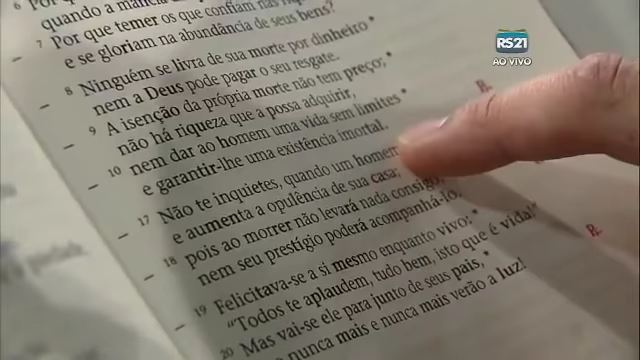 RS21
AO VIVO
6 Por q
quando a maldade
7 Por que temer os que confiam nas riquezas
– e se gloriam na abundância de seus bens?
8 Ninguém se livra de sua morte por dinheiro *
– nem a Deus pode pagar o seu resgate.
9 A isenção da própria morte não tem preço; * R.
– não há riqueza que a possa adquirir,
10 nem dar ao homem uma vida sem limites *
– e garantir-lhe uma existência imortal.
17 Não te inquietes, quando um homem
– e aumenta a opulência de sua casa;
18 pois ao morrer não levará nada consigo,
– nem seu prestígio poderá acompanhá-lo. R.
19 Felicitava-se a si mesmo enquanto vivo: *
– "Todos te aplaudem, tudo bem, isto que é vida!"
20 Mas vai-se ele para junto de seus pais, *
nunca mais e nunca mais verão a luz!